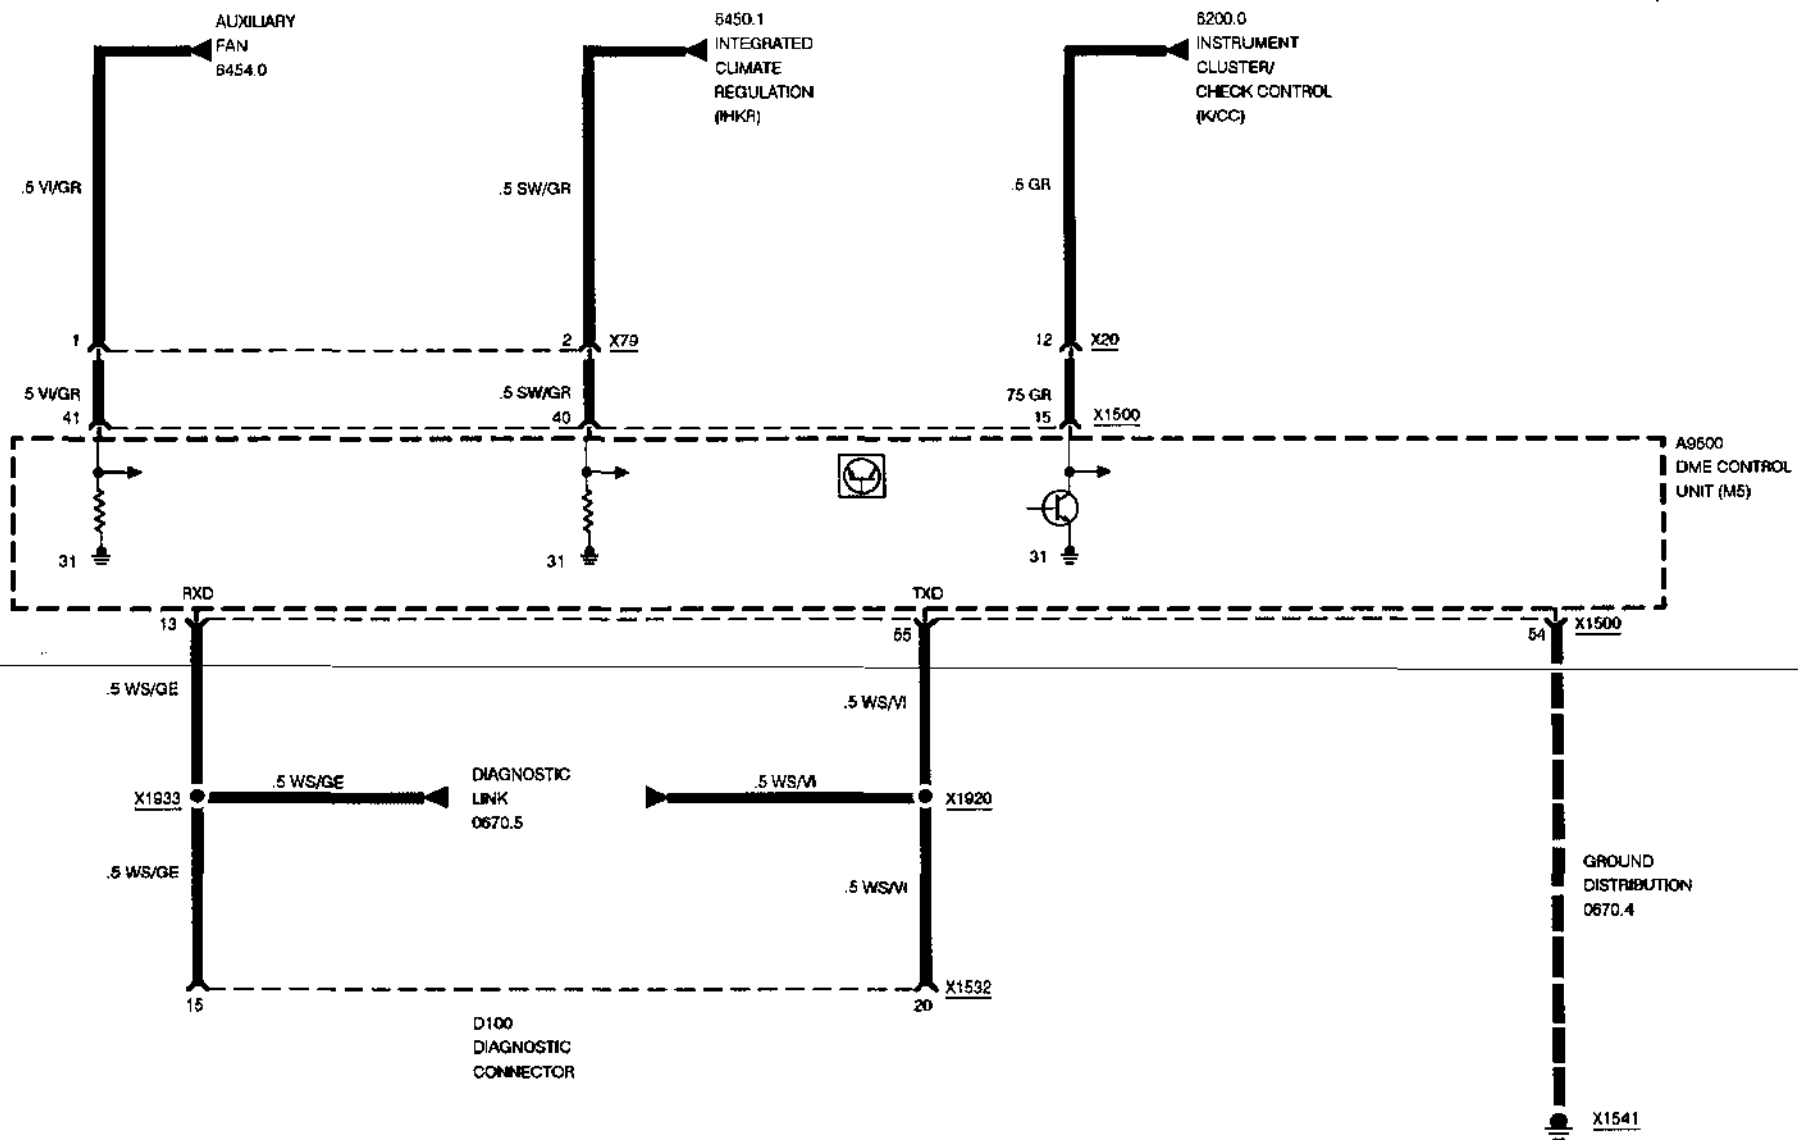 AUXILIARY
FAN
6454.0
6450.1
INTEGRATED
CLIMATE
REGULATION
(IHKR)
6200.0
INSTRUMENT
CLUSTER/
CHECK CONTROL
(K/CC)
.5 VI/GR
.5 SW/GR
.5 GR
1
2
X79
12
X20
.5 VI/GR
.5 SW/GR
75 GR
41
40
15
X1500
A9500
DME CONTROL
UNIT (M5)
31
31
31
RXD
TXD
13
55
54
X1500
.5 WS/GE
.5 WS/VI
X1933
.5 WS/GE
DIAGNOSTIC
LINK
0670.5
.5 WS/VI
X1920
.5 WS/GE
.5 WS/VI
GROUND
DISTRIBUTION
0670.4
15
20
X1532
D100
DIAGNOSTIC
CONNECTOR
X1541